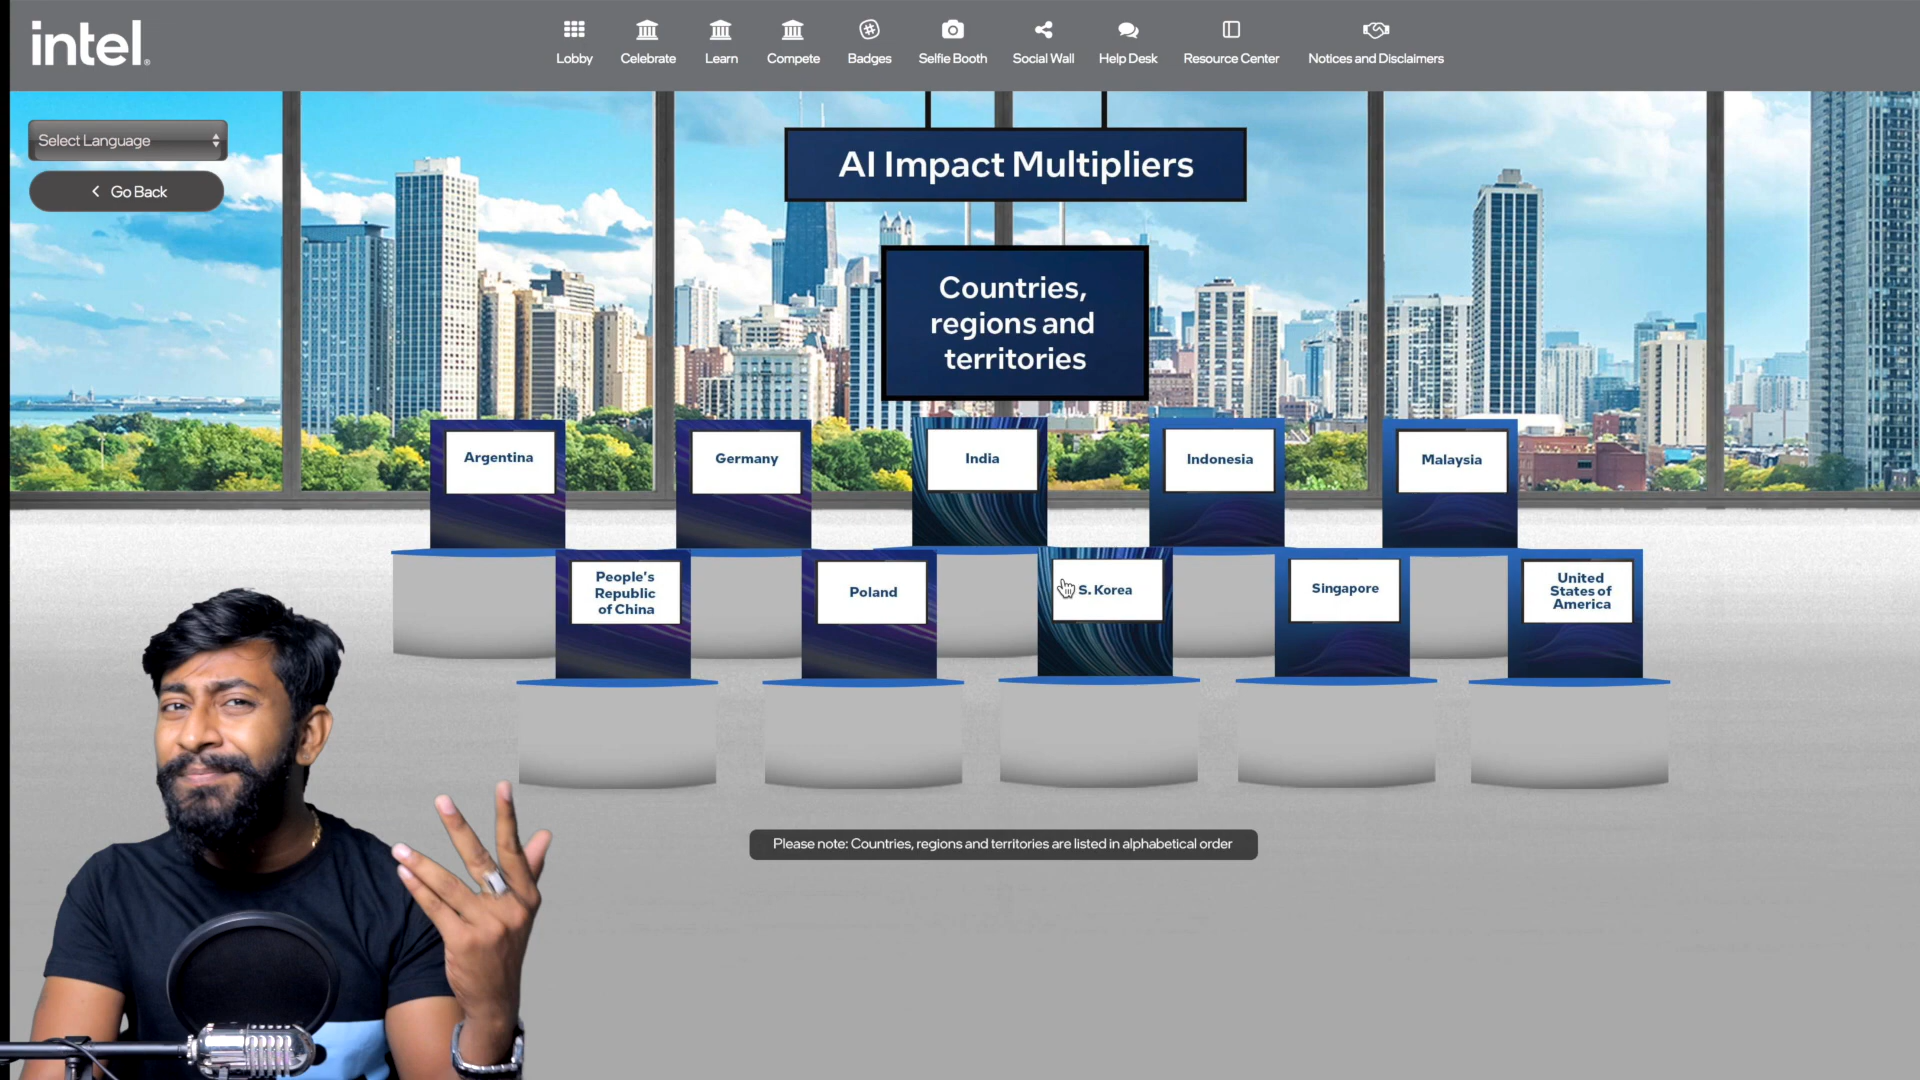 intel.
Lobby
Celebrate
Learn
Compete
Badges
Selfie Booth
Social Wall
Help Desk
Resource Center
Notices and Disclaimers
Select Language
Go Back
AI Impact Multipliers
Countries,
regions and
territories
Argentina
Germany
India
Indonesia
Malaysia
People's
Republic
of China
Poland
S. Korea
Singapore
United
States of
America
Please note: Countries, regions and territories are listed in alphabetical order